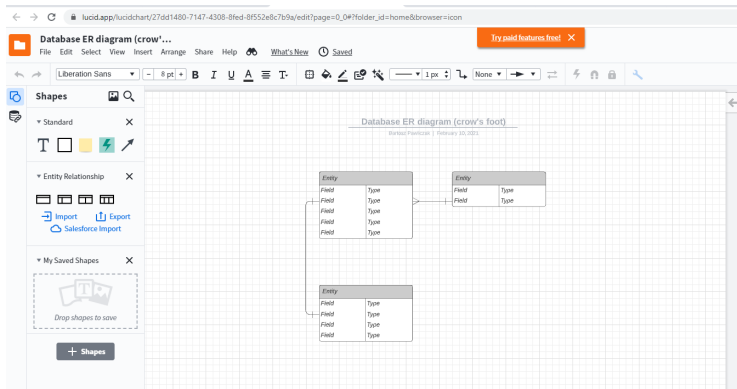 lucid.app/lucidchart/27dd1480-7147-4308-8fed-8f552e8c7b9a/edit?page=0_0#?folder_id=home&browser=icon
Database ER diagram (crow'...
Try paid features free! ✕
File Edit Select View Insert Arrange Share Help What's New Saved
Liberation Sans - 8 pt + B I U A T 1 px None
Shapes
Standard
T
Entity Relationship
Import Export
Salesforce Import
My Saved Shapes
T
Drop shapes to save
+ Shapes
Database ER diagram (crow's foot)
February 10, 2021
Entity
Field Type
Field Type
Field Type
Field Type
Field Type
Entity
Field Type
Field Type
Entity
Field Type
Field Type
Field Type
Field Type